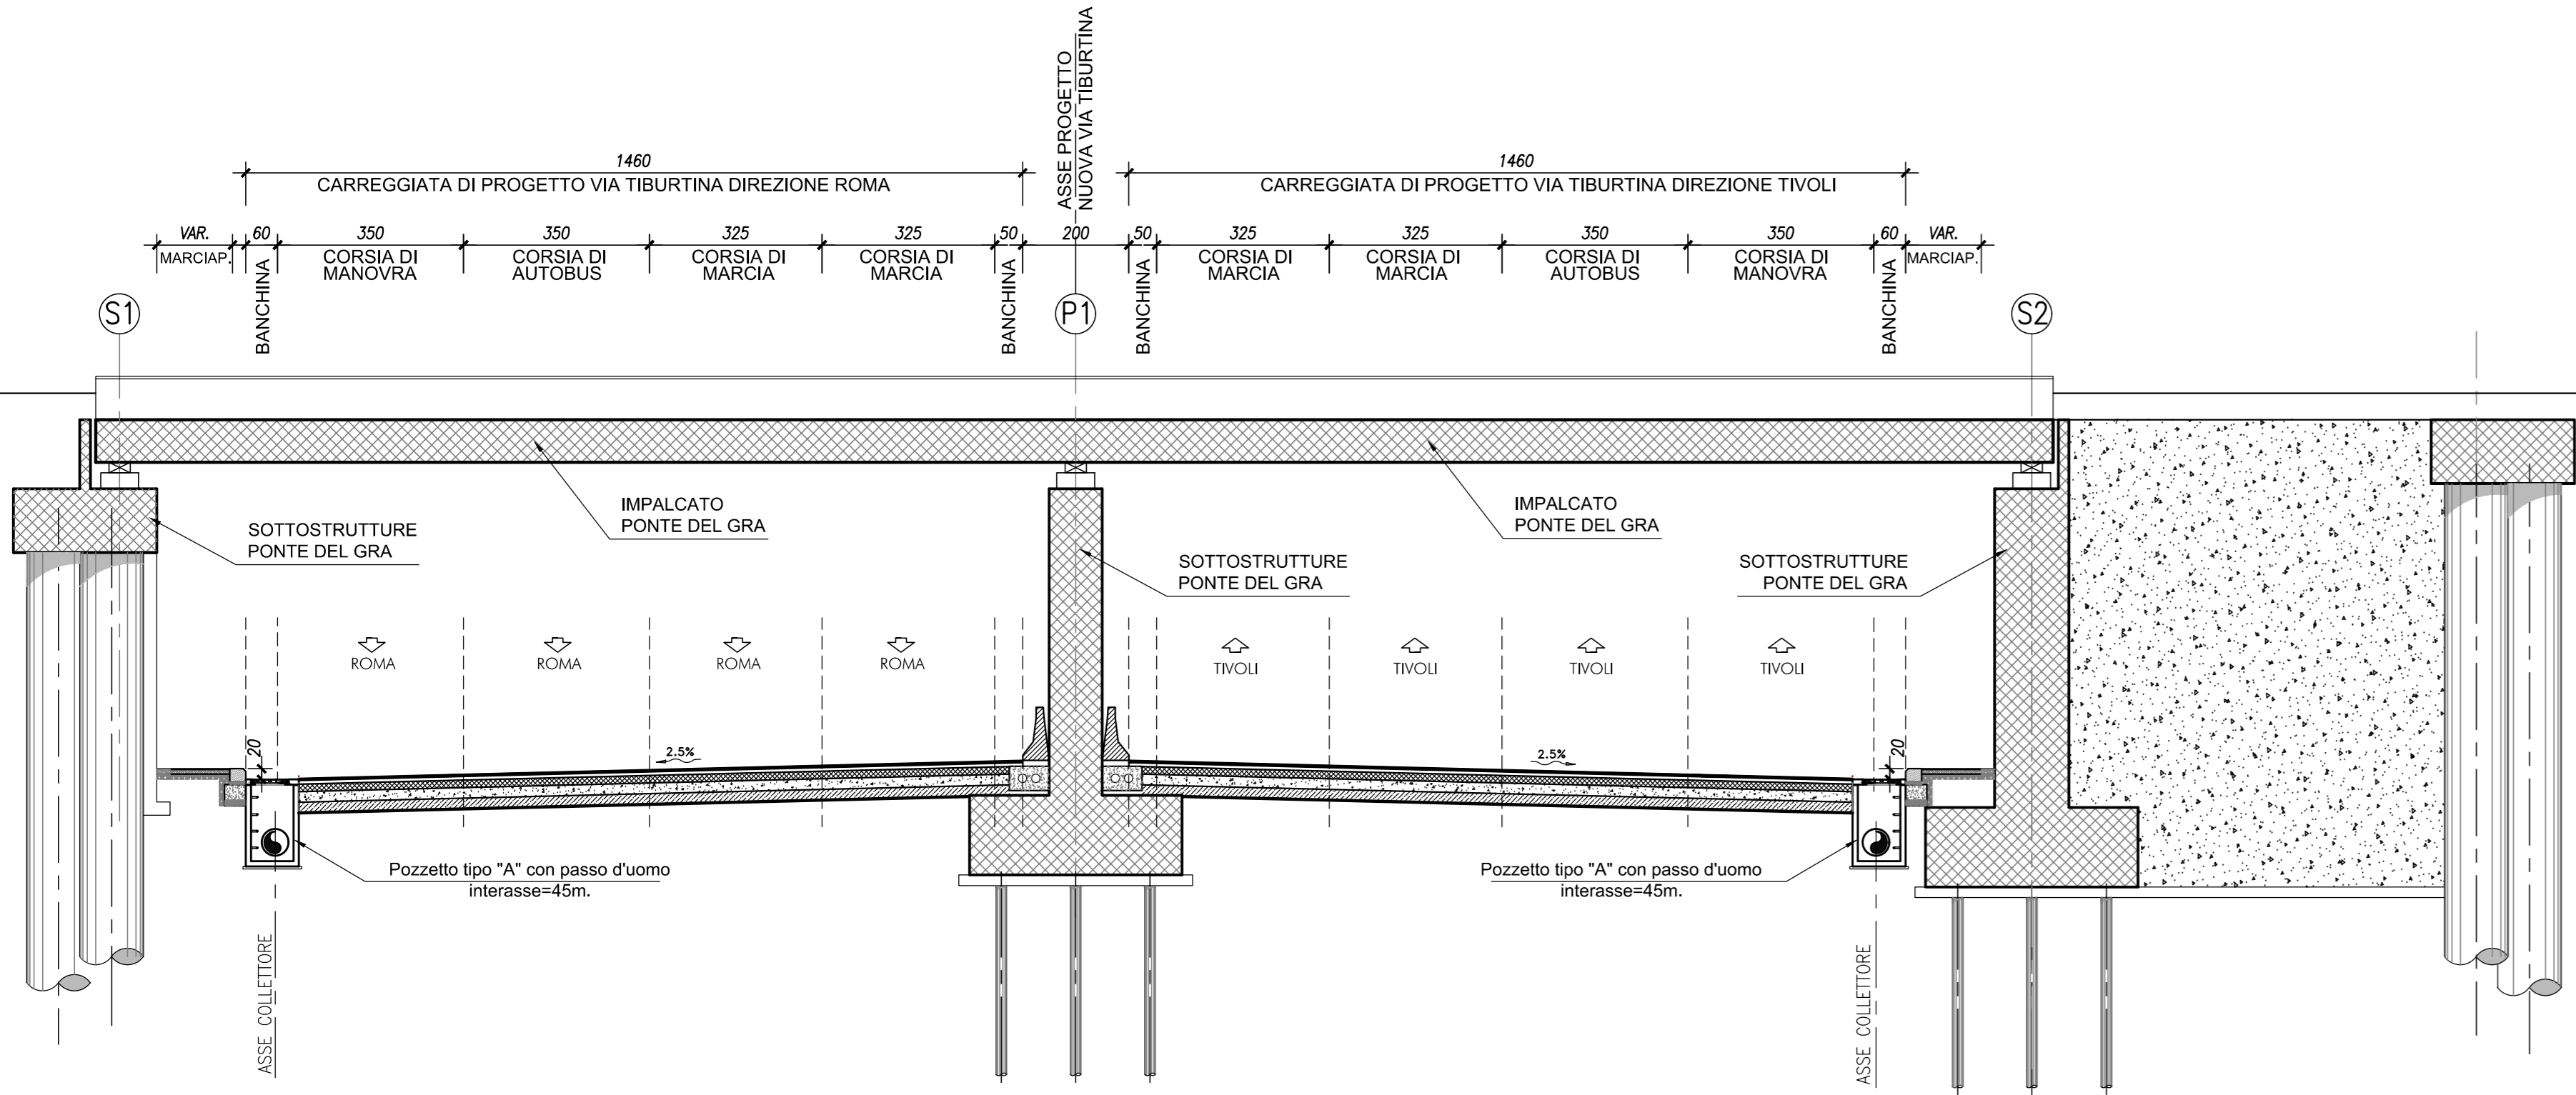 ASSE PROGETTO
NUOVA VIA TIBURTINA
1460
CARREGGIATA DI PROGETTO VIA TIBURTINA DIREZIONE ROMA
1460
CARREGGIATA DI PROGETTO VIA TIBURTINA DIREZIONE TIVOLI
VAR.
MARCIAP.
60
BANCHINA
350
CORSIA DI
MANOVRA
350
CORSIA DI
AUTOBUS
325
CORSIA DI
MARCIA
325
CORSIA DI
MARCIA
50
BANCHINA
200
50
BANCHINA
325
CORSIA DI
MARCIA
325
CORSIA DI
MARCIA
350
CORSIA DI
AUTOBUS
350
CORSIA DI
MANOVRA
60
BANCHINA
VAR.
MARCIAP.
S1
P1
S2
SOTTOSTRUTTURE
PONTE DEL GRA
IMPALCATO
PONTE DEL GRA
SOTTOSTRUTTURE
PONTE DEL GRA
IMPALCATO
PONTE DEL GRA
SOTTOSTRUTTURE
PONTE DEL GRA
ROMA
ROMA
ROMA
ROMA
TIVOLI
TIVOLI
TIVOLI
TIVOLI
20
2.5%
2.5%
20
Pozzetto tipo "A" con passo d'uomo
interasse=45m.
Pozzetto tipo "A" con passo d'uomo
interasse=45m.
ASSE COLLETTORE
ASSE COLLETTORE